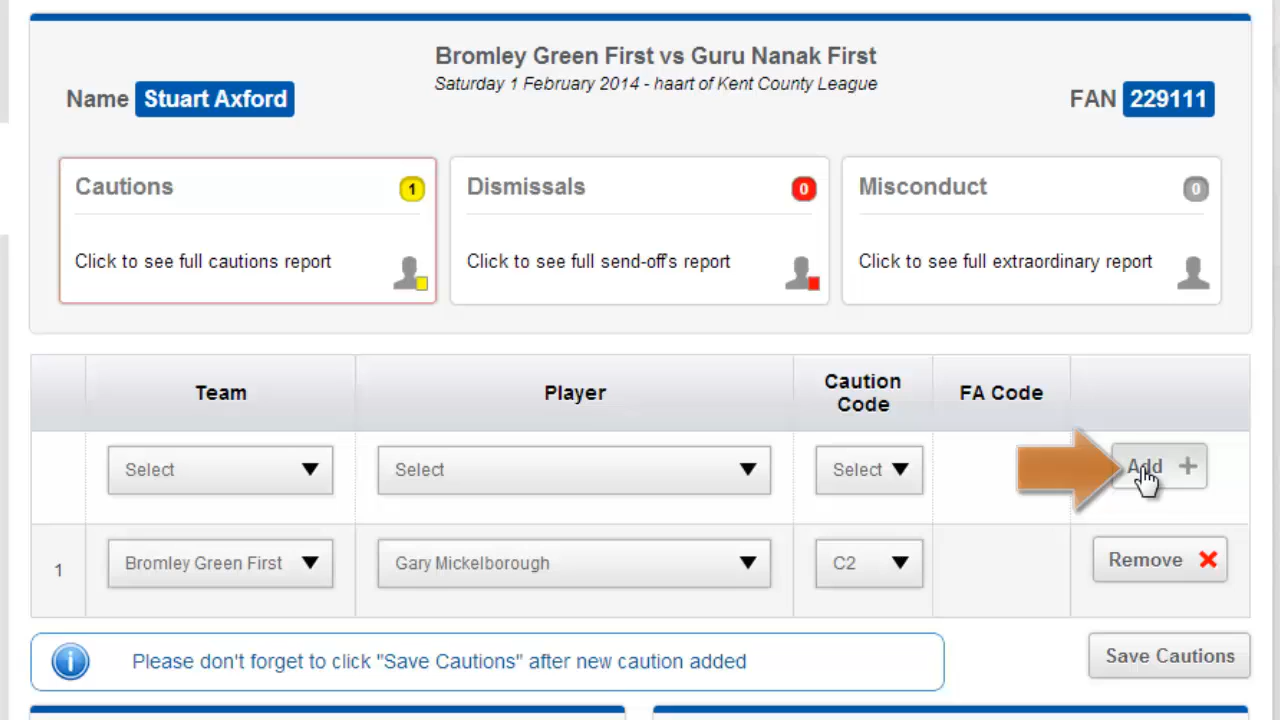 Bromley Green First vs Guru Nanak First
Saturday 1 February 2014 - haart of Kent County League
Name Stuart Axford
FAN 229111
Cautions 1
Click to see full cautions report
Dismissals 0
Click to see full send-off's report
Misconduct 0
Click to see full extraordinary report
Team Player Caution Code FA Code
Select Select Select Add +
1 Bromley Green First Gary Mickelborough C2 Remove
i Please don't forget to click "Save Cautions" after new caution added
Save Cautions